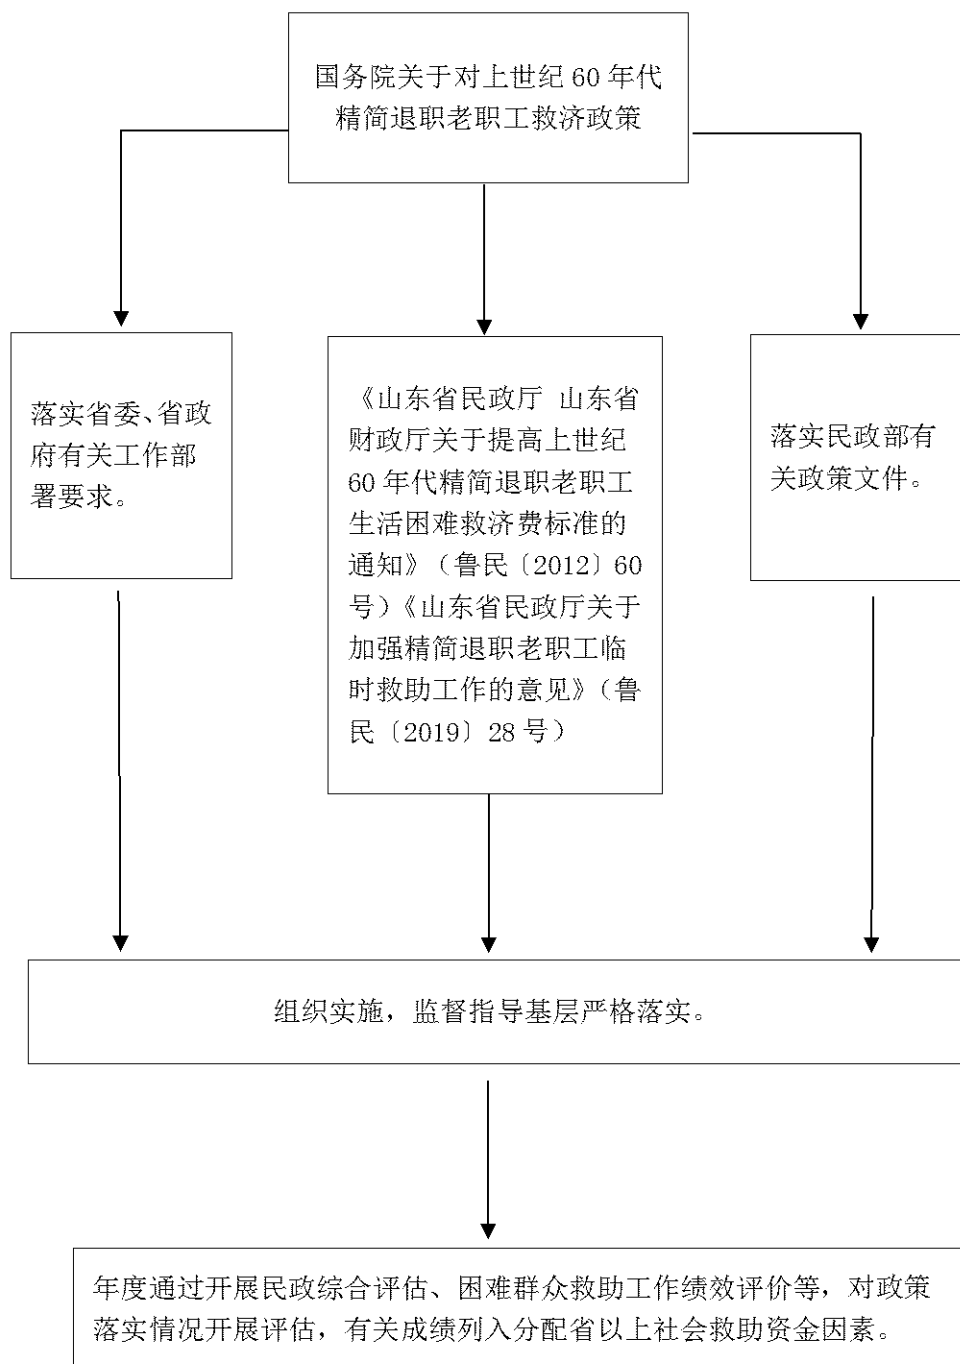 国务院关于对上世纪 60 年代
精简退职老职工救济政策
落实省委、省政
府有关工作部
署要求。
《山东省民政厅 山东省
财政厅关于提高上世纪
60 年代精简退职老职工
生活困难救济费标准的
通知》（鲁民〔2012〕60
号）《山东省民政厅关于
加强精简退职老职工临
时救助工作的意见》（鲁
民〔2019〕28 号）
落实民政部有
关政策文件。
组织实施，监督指导基层严格落实。
年度通过开展民政综合评估、困难群众救助工作绩效评价等，对政策
落实情况开展评估，有关成绩列入分配省以上社会救助资金因素。